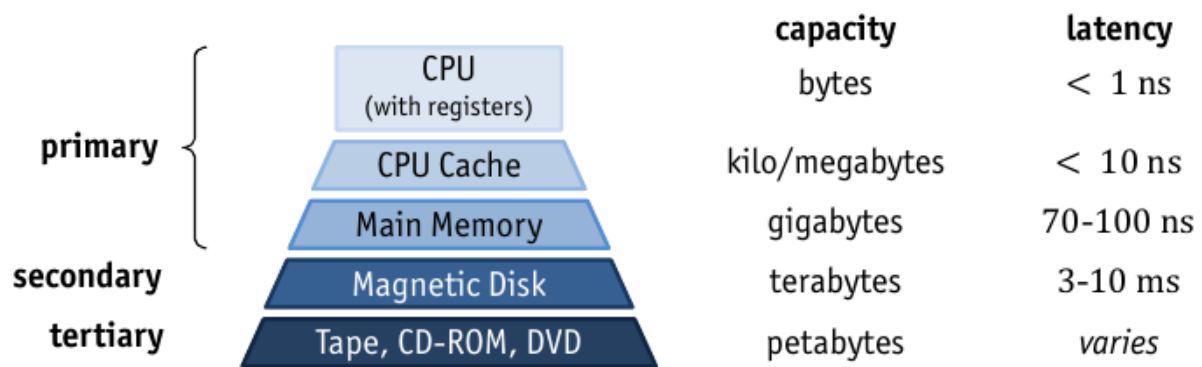 capacity latency
CPU
(with registers)
bytes < 1 ns
primary
CPU Cache
kilo/megabytes < 10 ns
Main Memory gigabytes 70-100 ns
secondary Magnetic Disk terabytes 3-10 ms
tertiary Tape, CD-ROM, DVD petabytes varies